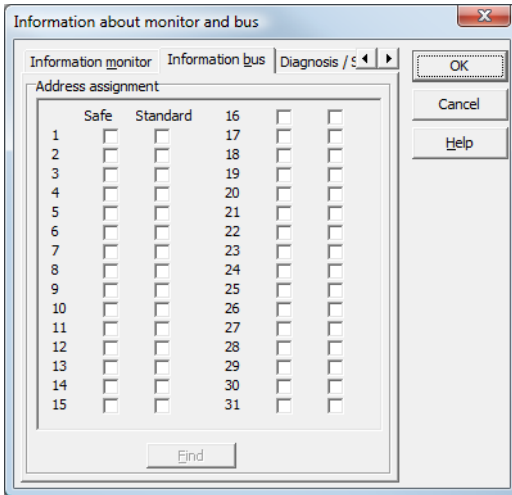 Information about monitor and bus
Information monitor Information bus Diagnosis / S
OK
Cancel
Help
Address assignment
Safe Standard 16
1 17
2 18
3 19
4 20
5 21
6 22
7 23
8 24
9 25
10 26
11 27
12 28
13 29
14 30
15 31
Find